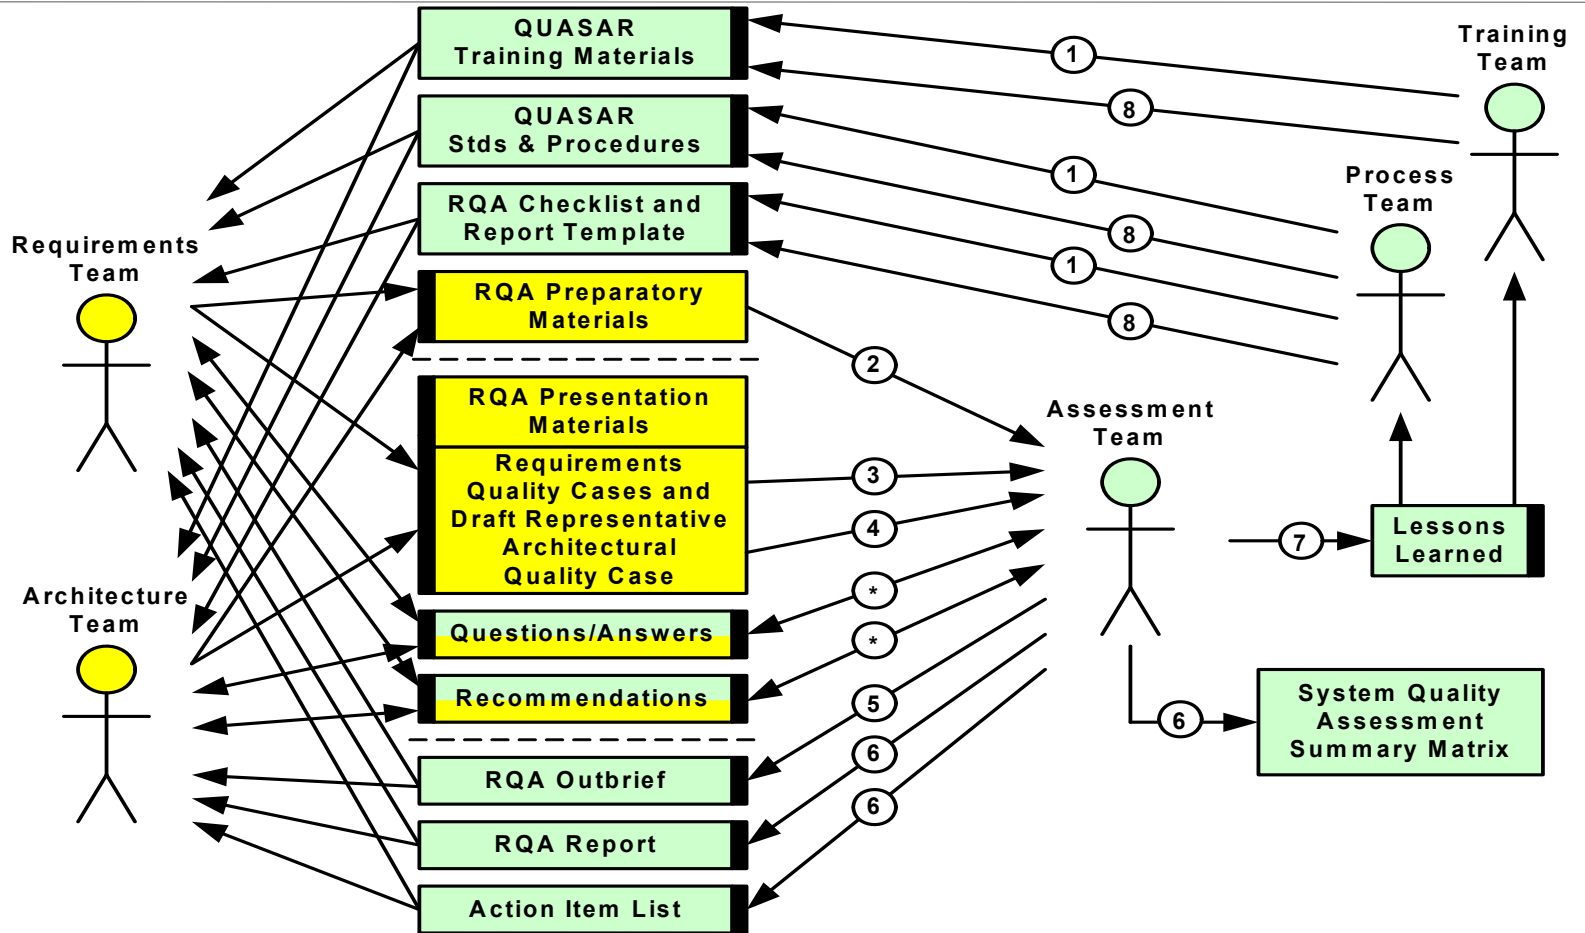 QUASAR
Training Materials
QUASAR
Stds & Procedures
RQA Checklist and
Report Template
RQA Preparatory
Materials
RQA Presentation
Materials
Requirements
Quality Cases and
Draft Representative
Architectural
Quality Case
Questions/Answers
Recommendations
RQA Outbrief
RQA Report
Action Item List
Requirements
Team
Architecture
Team
1
8
1
8
1
8
2
3
4
*
*
5
6
6
Training
Team
Process
Team
Assessment
Team
7
Lessons
Learned
6
System Quality
Assessment
Summary Matrix